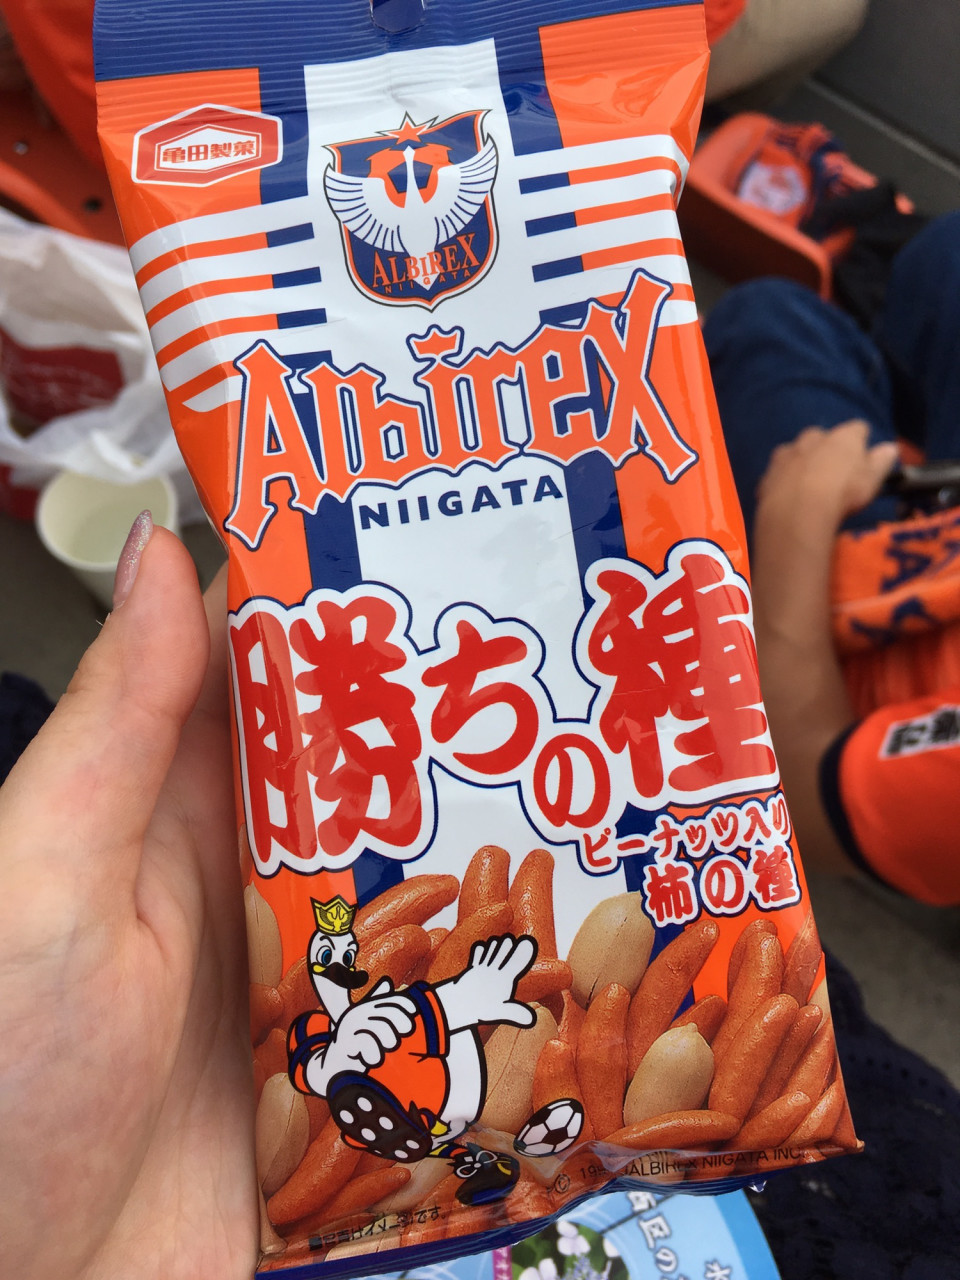 亀田製菓
ALBIREX
NIIGATA
AlbireX
NIIGATA
勝ちの種
ピーナッツ入り
柿の種
ALBIREX NIIGATA INC.